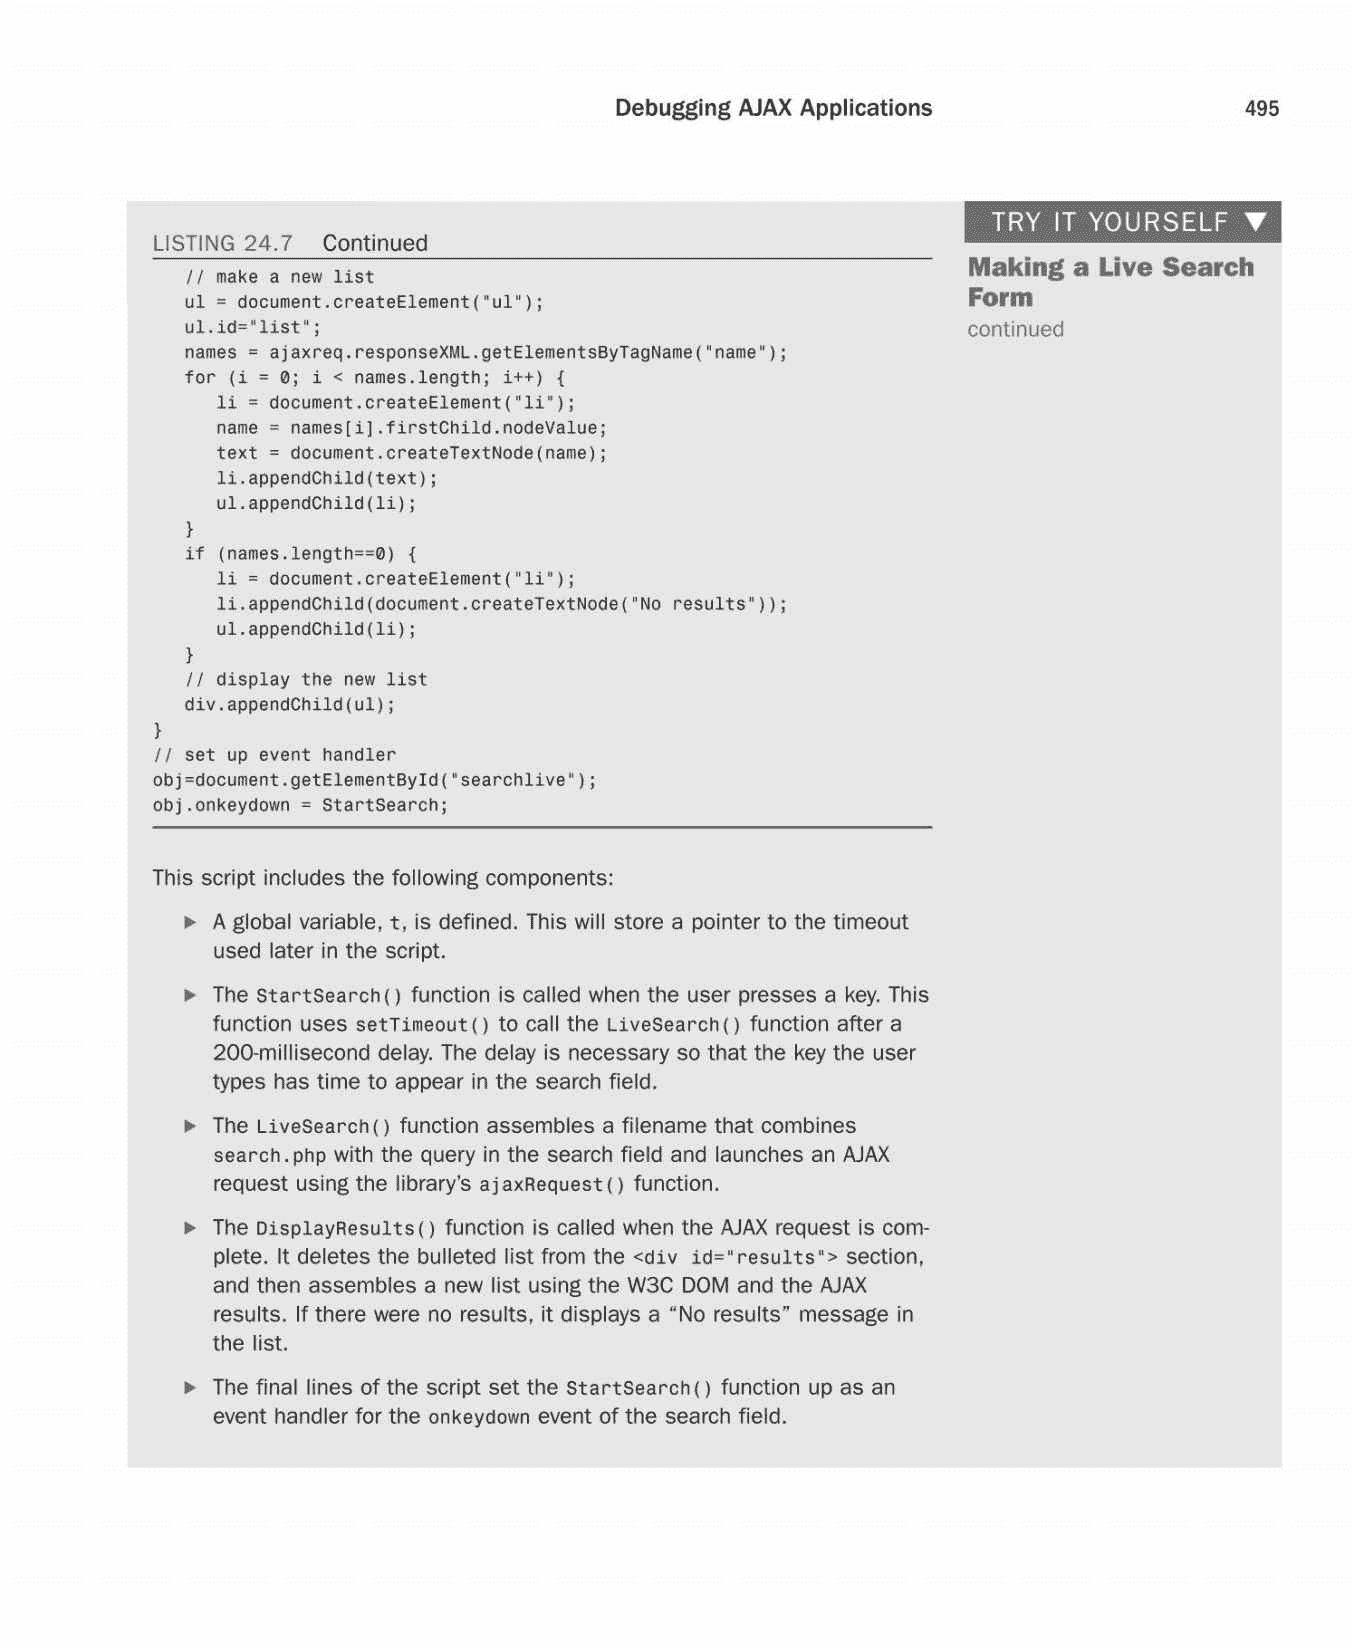 Debugging AJAX Applications 495
TRY IT YOURSELF ▼
Making a Live Search
Form
continued
LISTING 24.7 Continued
// make a new list
ul = document.createElement("ul");
ul.id="list";
names = ajaxreq.responseXML.getElementsByTagName("name");
for (i = 0; i < names.length; i++) {
li = document.createElement("li");
name = names[i].firstChild.nodeValue;
text = document.createTextNode(name);
li.appendChild(text);
ul.appendChild(li);
}
if (names.length==0) {
li = document.createElement("li");
li.appendChild(document.createTextNode("No results"));
ul.appendChild(li);
}
// display the new list
div.appendChild(ul);
}
// set up event handler
obj=document.getElementById("searchlive");
obj.onkeydown = StartSearch;
This script includes the following components:
▶ A global variable, t, is defined. This will store a pointer to the timeout
used later in the script.
▶ The StartSearch() function is called when the user presses a key. This
function uses setTimeout() to call the LiveSearch() function after a
200-millisecond delay. The delay is necessary so that the key the user
types has time to appear in the search field.
▶ The LiveSearch() function assembles a filename that combines
search.php with the query in the search field and launches an AJAX
request using the library's ajaxRequest() function.
▶ The DisplayResults() function is called when the AJAX request is com-
plete. It deletes the bulleted list from the <div id="results"> section,
and then assembles a new list using the W3C DOM and the AJAX
results. If there were no results, it displays a “No results” message in
the list.
▶ The final lines of the script set the StartSearch() function up as an
event handler for the onkeydown event of the search field.